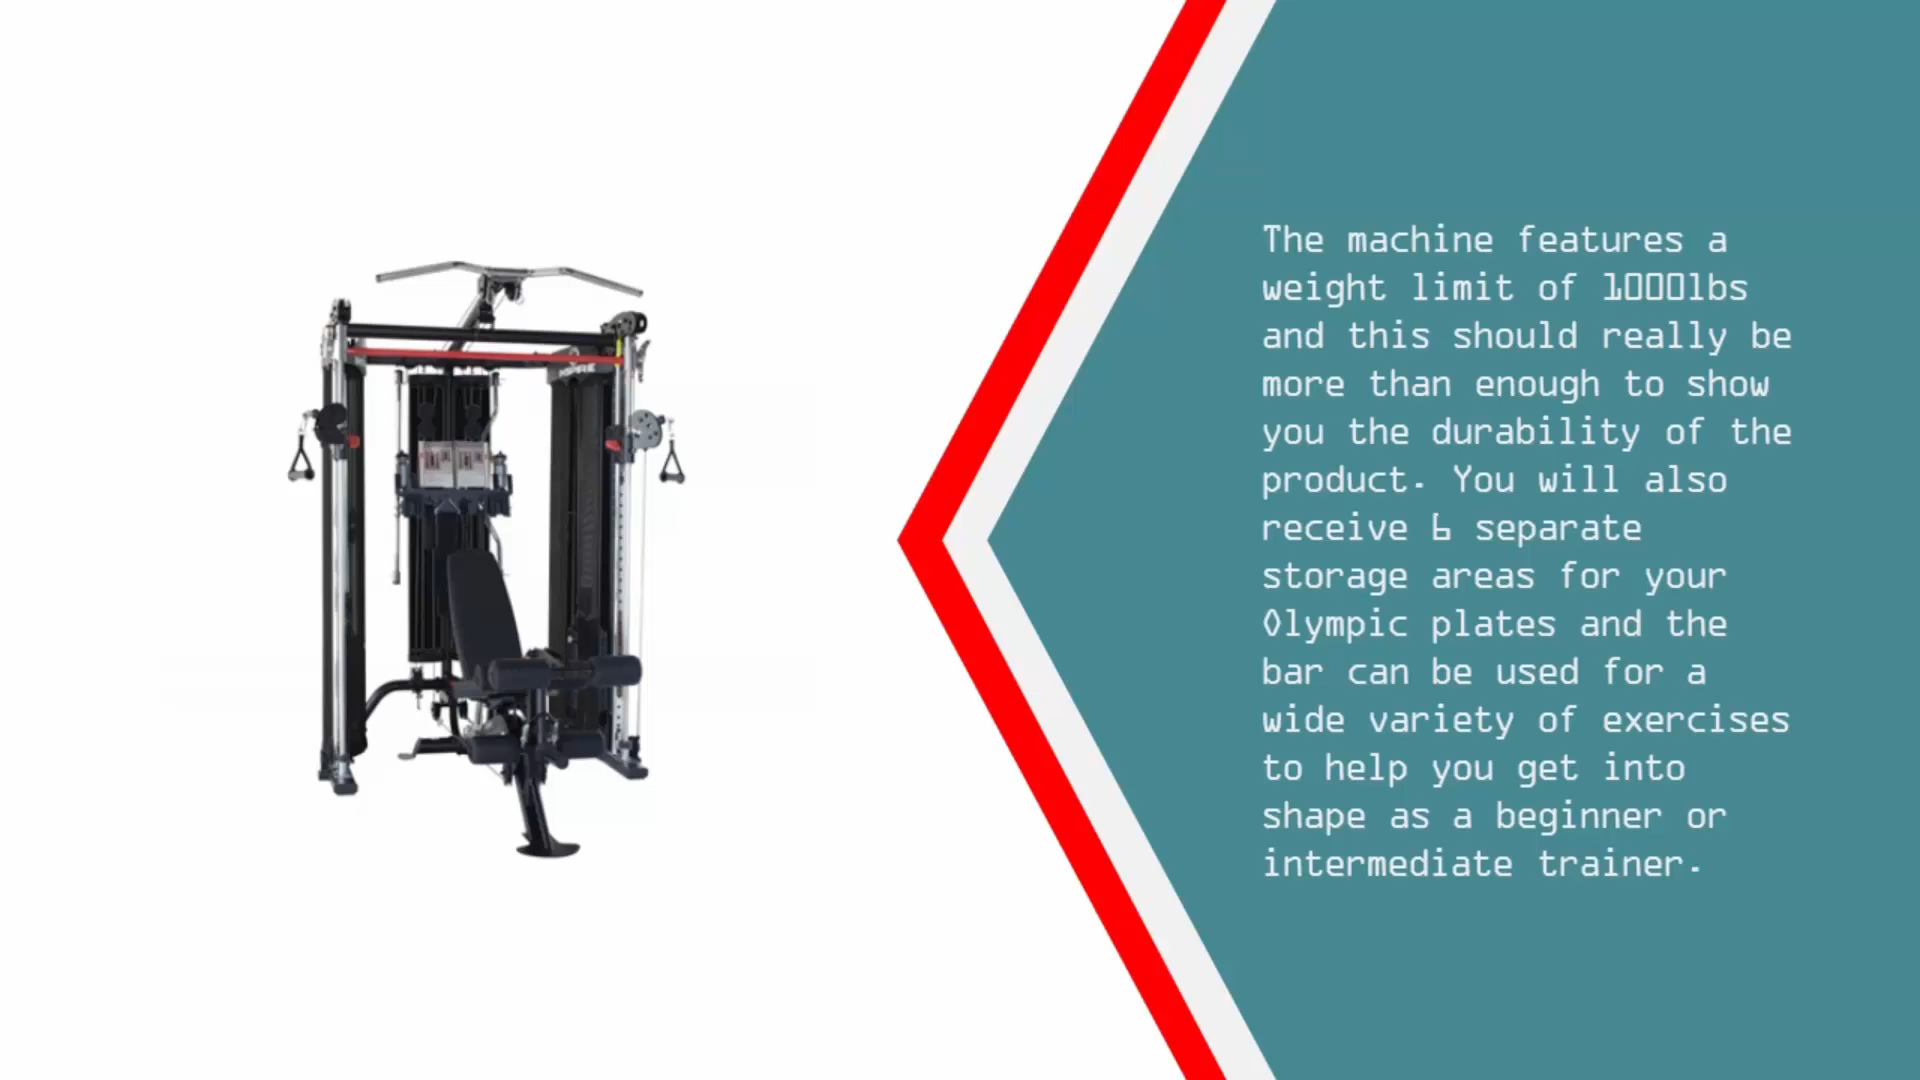 The machine features a
weight limit of 1000lbs
and this should really be
more than enough to show
you the durability of the
product. You will also
receive 6 separate
storage areas for your
Olympic plates and the
bar can be used for a
wide variety of exercises
to help you get into
shape as a beginner or
intermediate trainer.